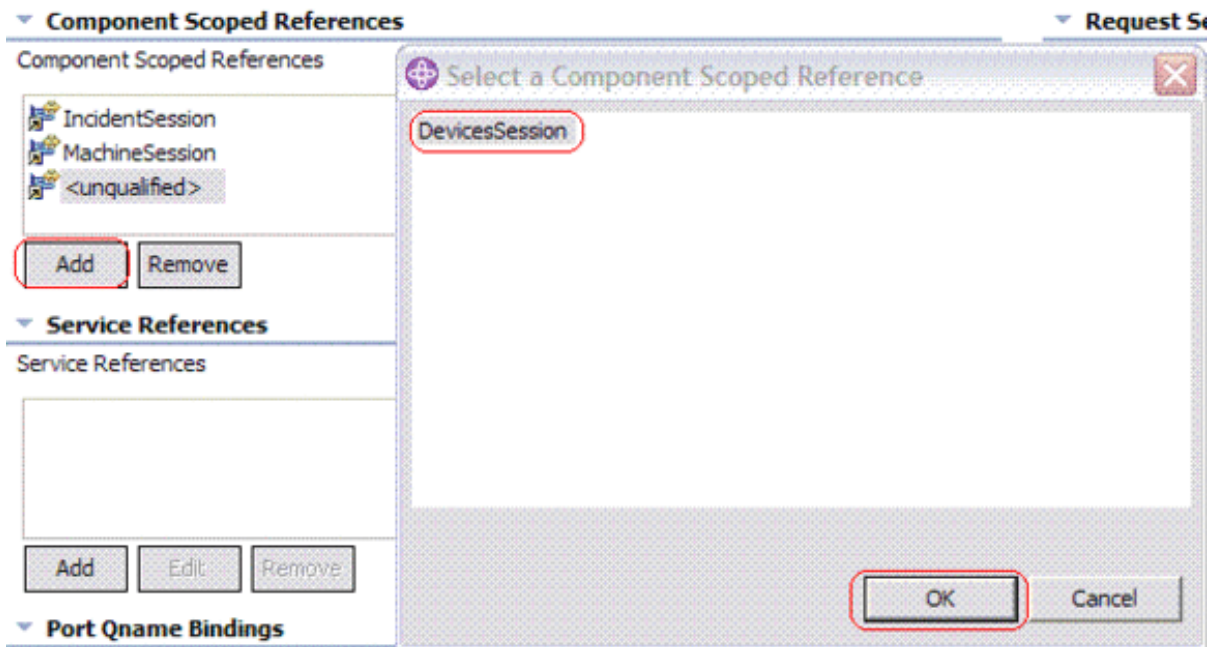 Component Scoped References
Request Se
Component Scoped References
Select a Component Scoped Reference
IncidentSession
MachineSession
<unqualified>
DevicesSession
Add Remove
Service References
Service References
Add Edit Remove
OK Cancel
Port Qname Bindings